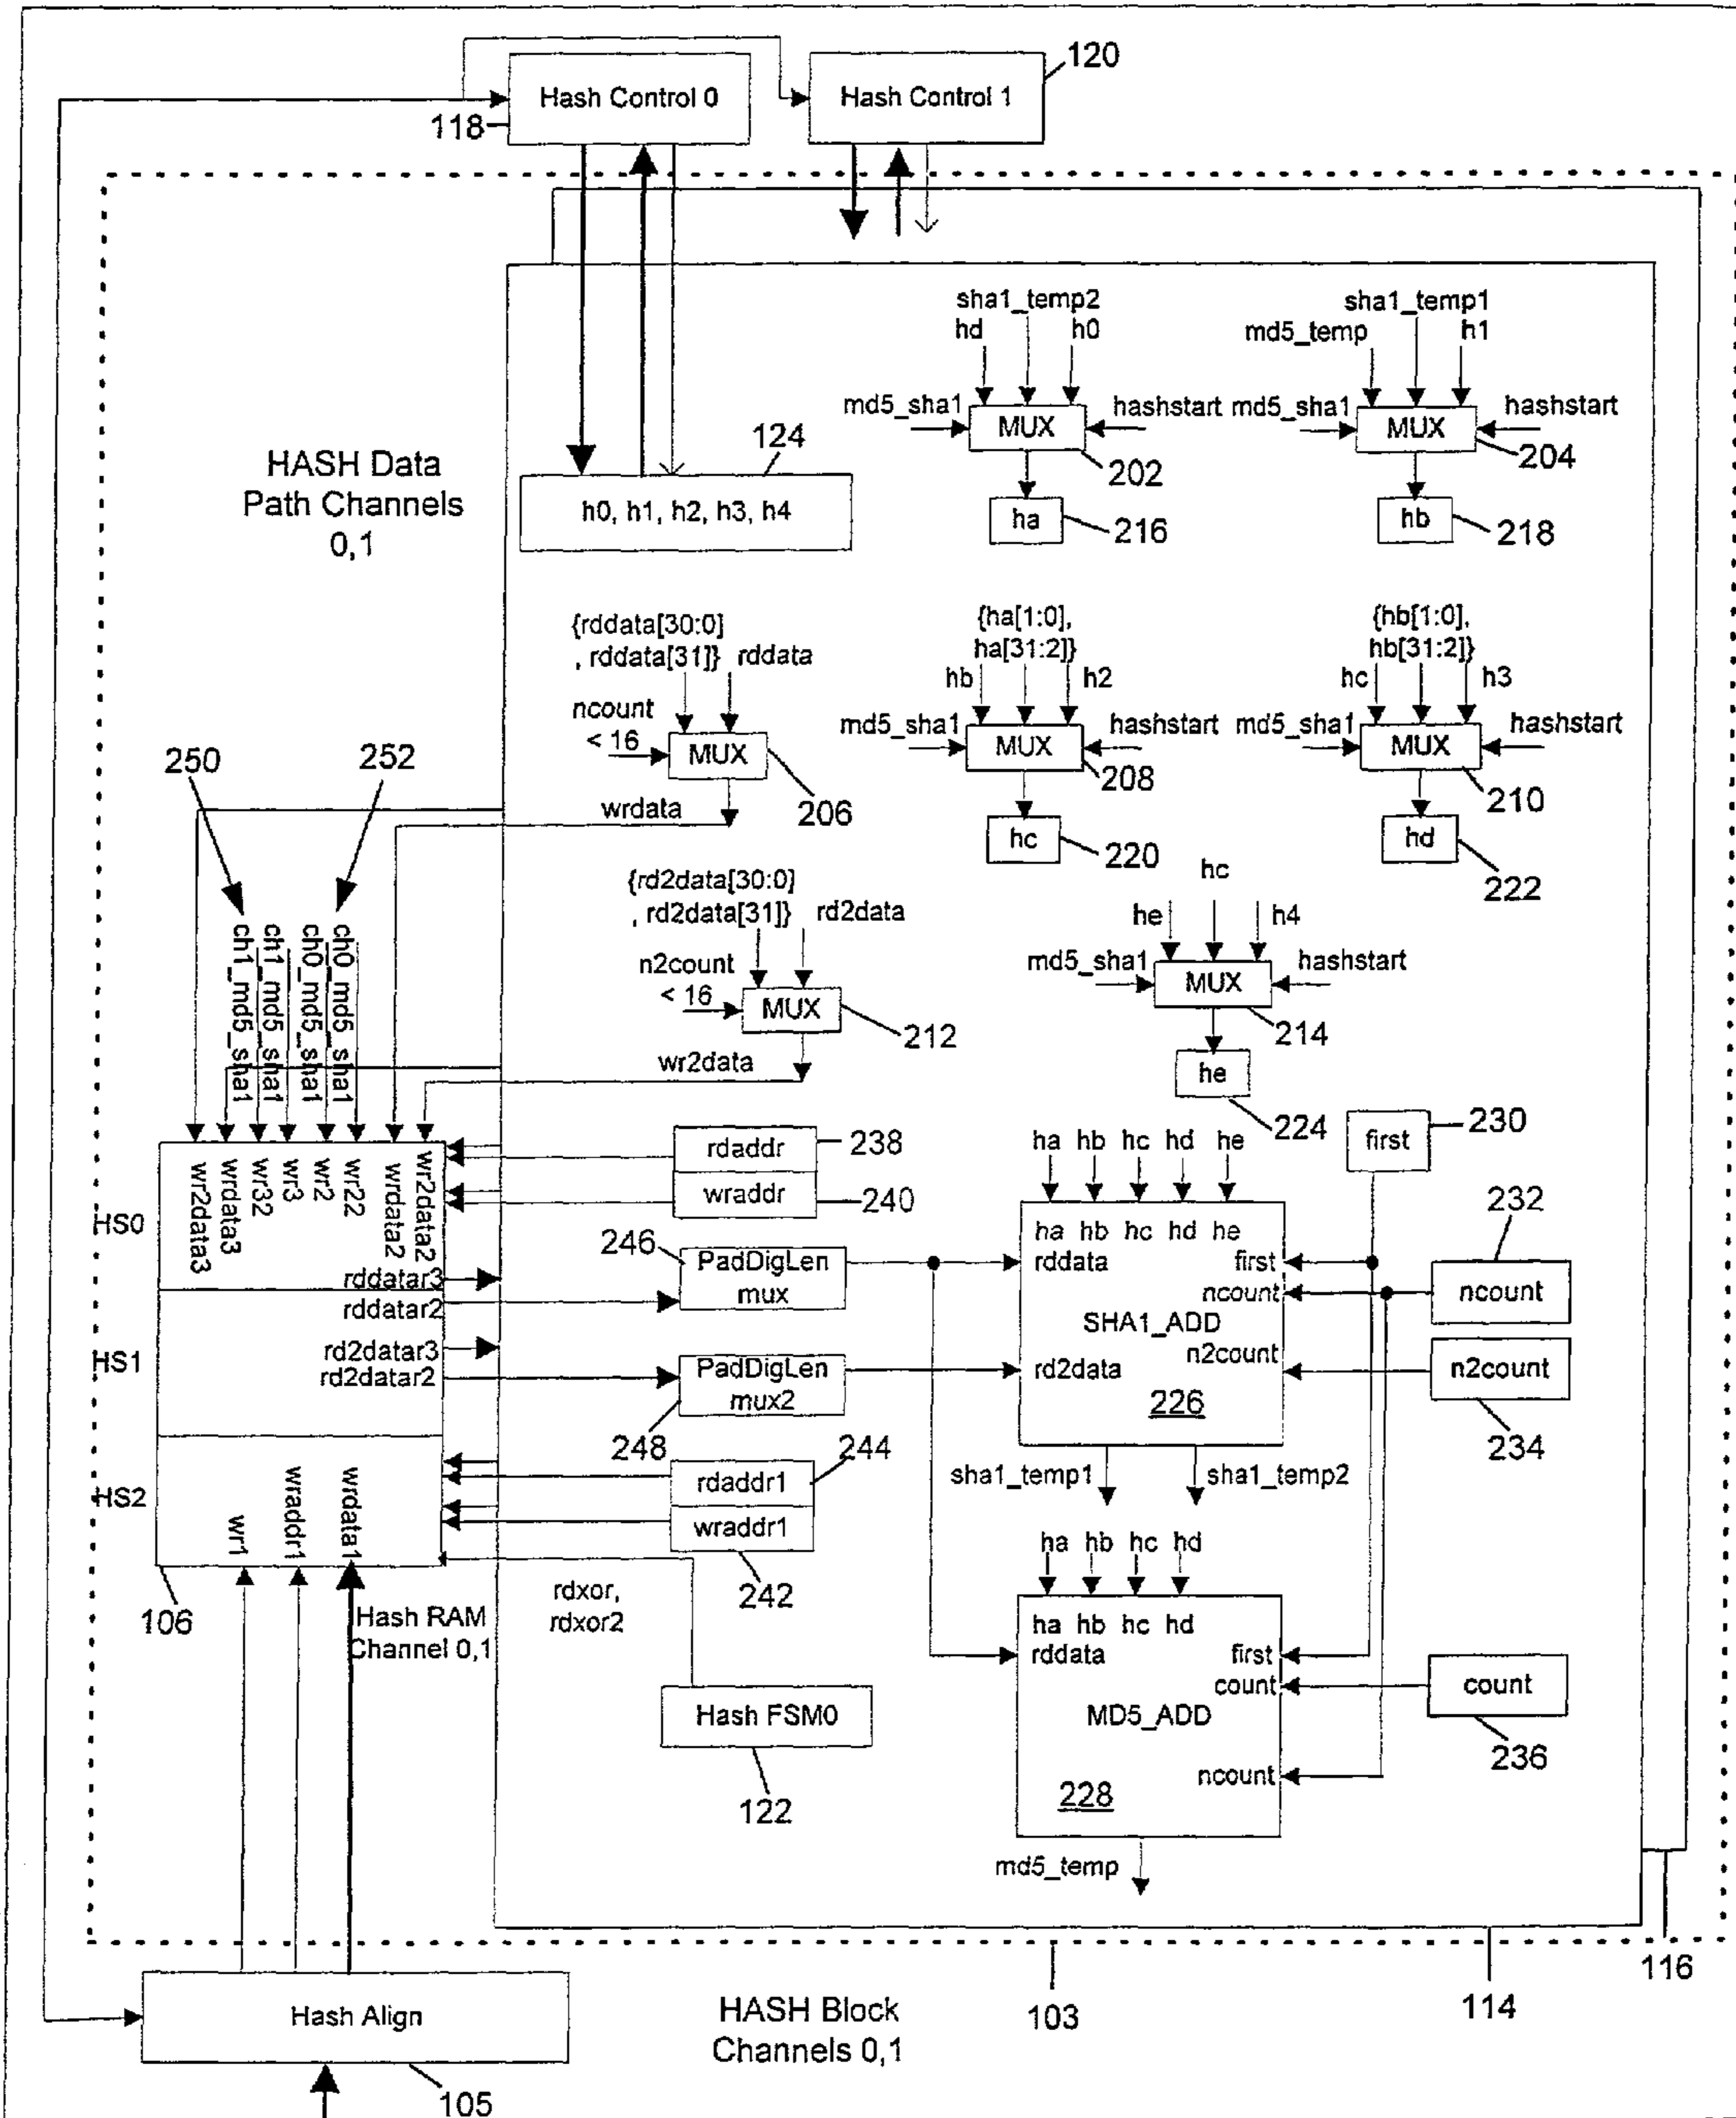 120
Hash Control 0
Hash Control 1
118
sha1_temp2
hd
h0
sha1_temp1
md5_temp
h1
md5_sha1
MUX
hashstart
md5_sha1
MUX
hashstart
202
204
124
h0, h1, h2, h3, h4
ha
216
hb
218
HASH Data
Path Channels
0,1
{rddata[30:0]
, rddata[31]}
rddata
ncount
< 16
MUX
206
wrdata
{ha[1:0],
ha[31:2]}
hb
h2
md5_sha1
MUX
hashstart
208
hc
220
{hb[1:0],
hb[31:2]}
hc
h3
md5_sha1
MUX
hashstart
210
hd
222
250
252
ch1_md5_sha1
ch1_md5_sha1
ch0_md5_sha1
ch0_md5_sha1
{rd2data[30:0]
, rd2data[31]}
rd2data
n2count
< 16
MUX
212
wr2data
hc
he
h4
md5_sha1
MUX
hashstart
214
he
224
HS0
wr2data3
wrdata3
wr32
wr3
wr2
wr22
wrdata2
wr2data2
rddatar3
rddatar2
HS1
rd2datar3
rd2datar2
HS2
wr1
wraddr1
wrdata1
106
Hash RAM
Channel 0,1
rdaddr
238
wraddr
240
246
PadDigLen
mux
PadDigLen
mux2
248
244
rdaddr1
wraddr1
242
rdxor,
rdxor2
Hash FSM0
122
ha hb hc hd he
ha hb hc hd he
rddata
first
ncount
SHA1_ADD
n2count
rd2data
226
sha1_temp1
sha1_temp2
first
230
232
ncount
n2count
234
ha hb hc hd
ha hb hc hd
rddata
first
count
MD5_ADD
ncount
228
md5_temp
count
236
Hash Align
105
HASH Block
Channels 0,1
103
114
116